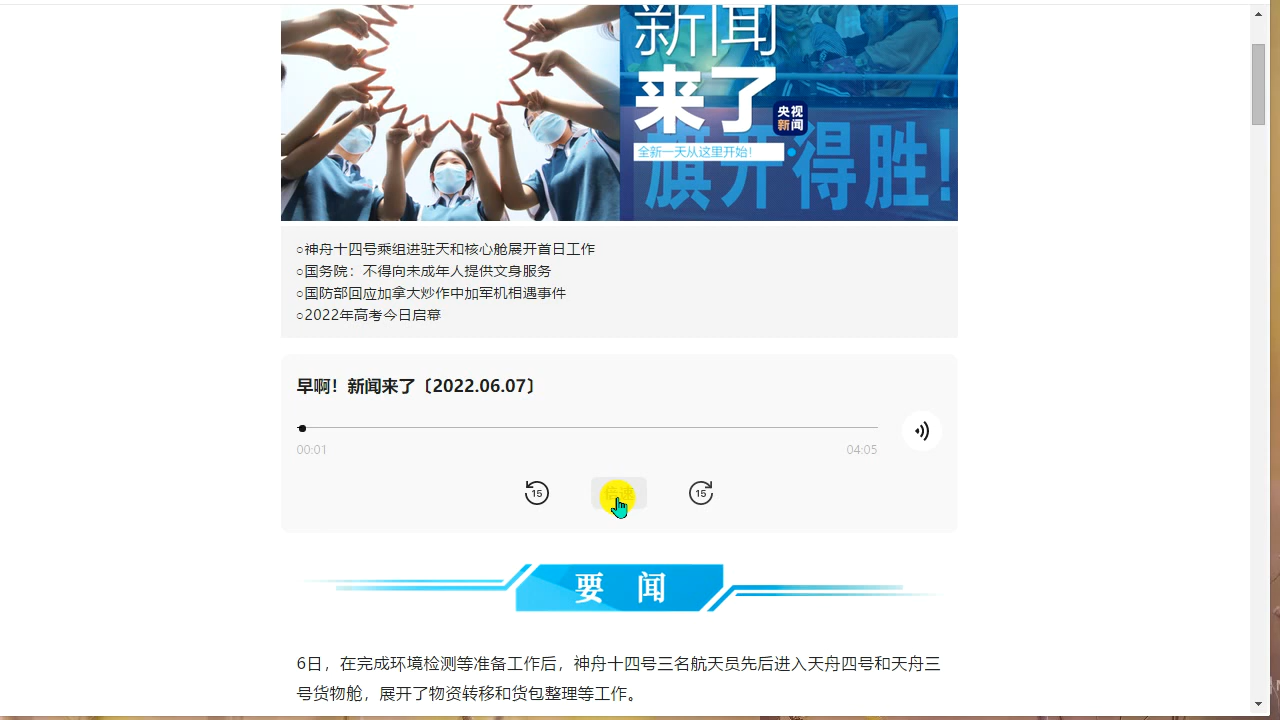 新闻
来了
央视
新闻
全新一天从这里开始!
旗开得胜!
○神舟十四号乘组进驻天和核心舱展开首日工作
○国务院：不得向未成年人提供文身服务
○国防部回应加拿大炒作中加军机相遇事件
○2022年高考今日启幕
早啊！新闻来了〔2022.06.07〕
00:01
04:05
15
倍速
15
要 闻
6日，在完成环境检测等准备工作后，神舟十四号三名航天员先后进入天舟四号和天舟三
号货物舱，展开了物资转移和货包整理等工作。